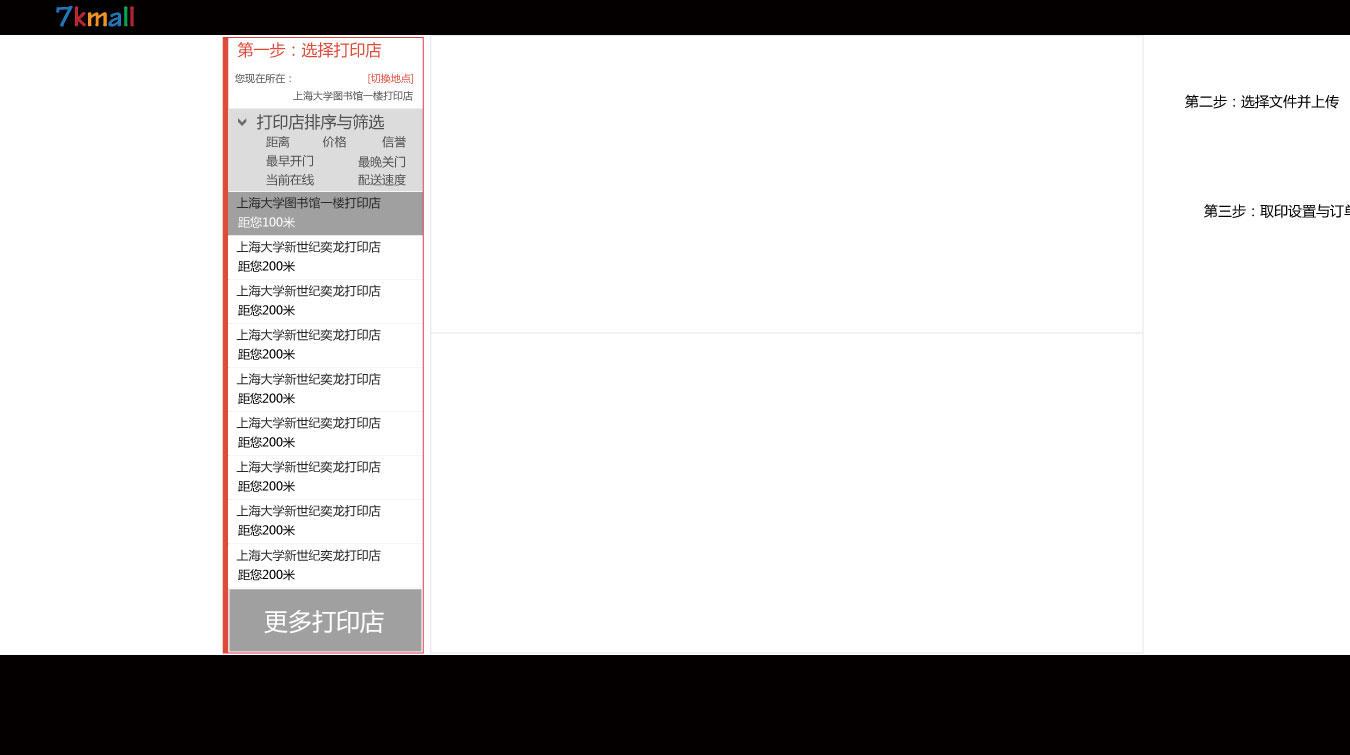 7kmall
第一步：选择打印店
您现在所在： [切换地点]
上海大学图书馆一楼打印店
打印店排序与筛选
距离 价格 信誉
最早开门 最晚关门
当前在线 配送速度
上海大学图书馆一楼打印店
距您100米
上海大学新世纪奕龙打印店
距您200米
上海大学新世纪奕龙打印店
距您200米
上海大学新世纪奕龙打印店
距您200米
上海大学新世纪奕龙打印店
距您200米
上海大学新世纪奕龙打印店
距您200米
上海大学新世纪奕龙打印店
距您200米
上海大学新世纪奕龙打印店
距您200米
上海大学新世纪奕龙打印店
距您200米
更多打印店
第二步：选择文件并上传
第三步：取印设置与订